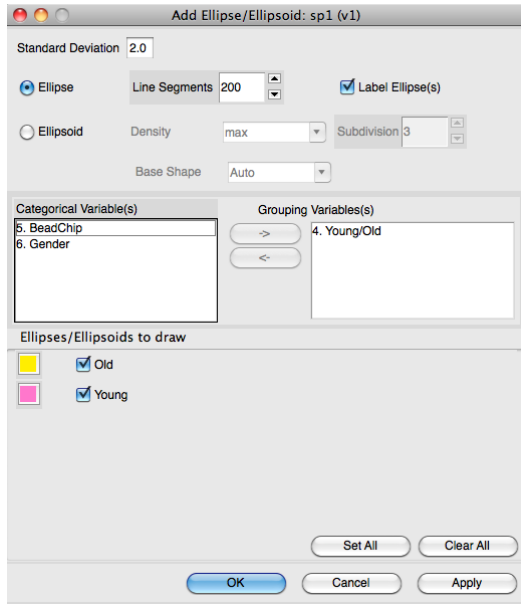 Add Ellipse/Ellipsoid: sp1 (v1)
Standard Deviation 2.0
Ellipse Line Segments 200 Label Ellipse(s)
Ellipsoid Density max Subdivision 3
Base Shape Auto
Categorical Variable(s) Grouping Variables(s)
5. BeadChip -> 4. Young/Old
6. Gender <-
Ellipses/Ellipsoids to draw
Old
Young
Set All Clear All
OK Cancel Apply